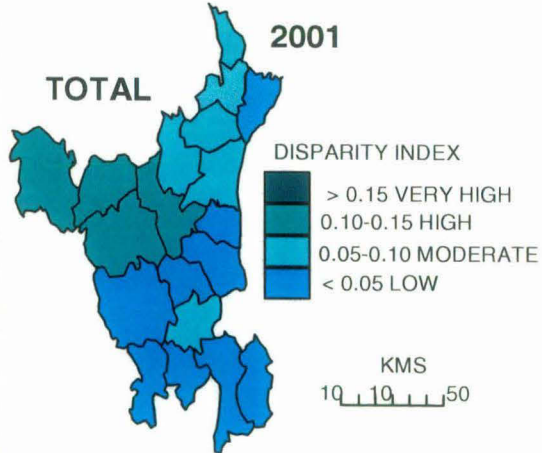 2001
TOTAL
DISPARITY INDEX
> 0.15 VERY HIGH
0.10-0.15 HIGH
0.05-0.10 MODERATE
< 0.05 LOW
KMS
10 10 50